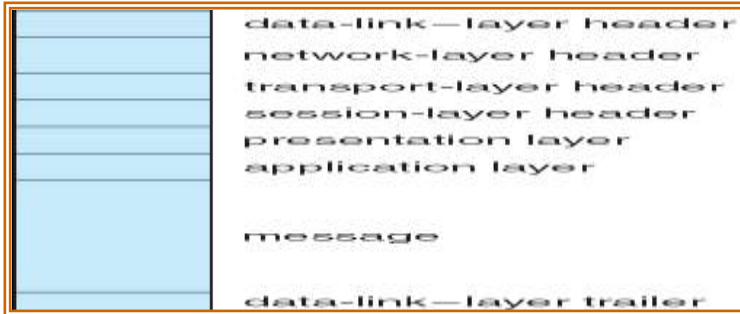 data-link—layer header
network-layer header
transport-layer header
session-layer header
presentation layer
application layer
message
data-link—layer trailer